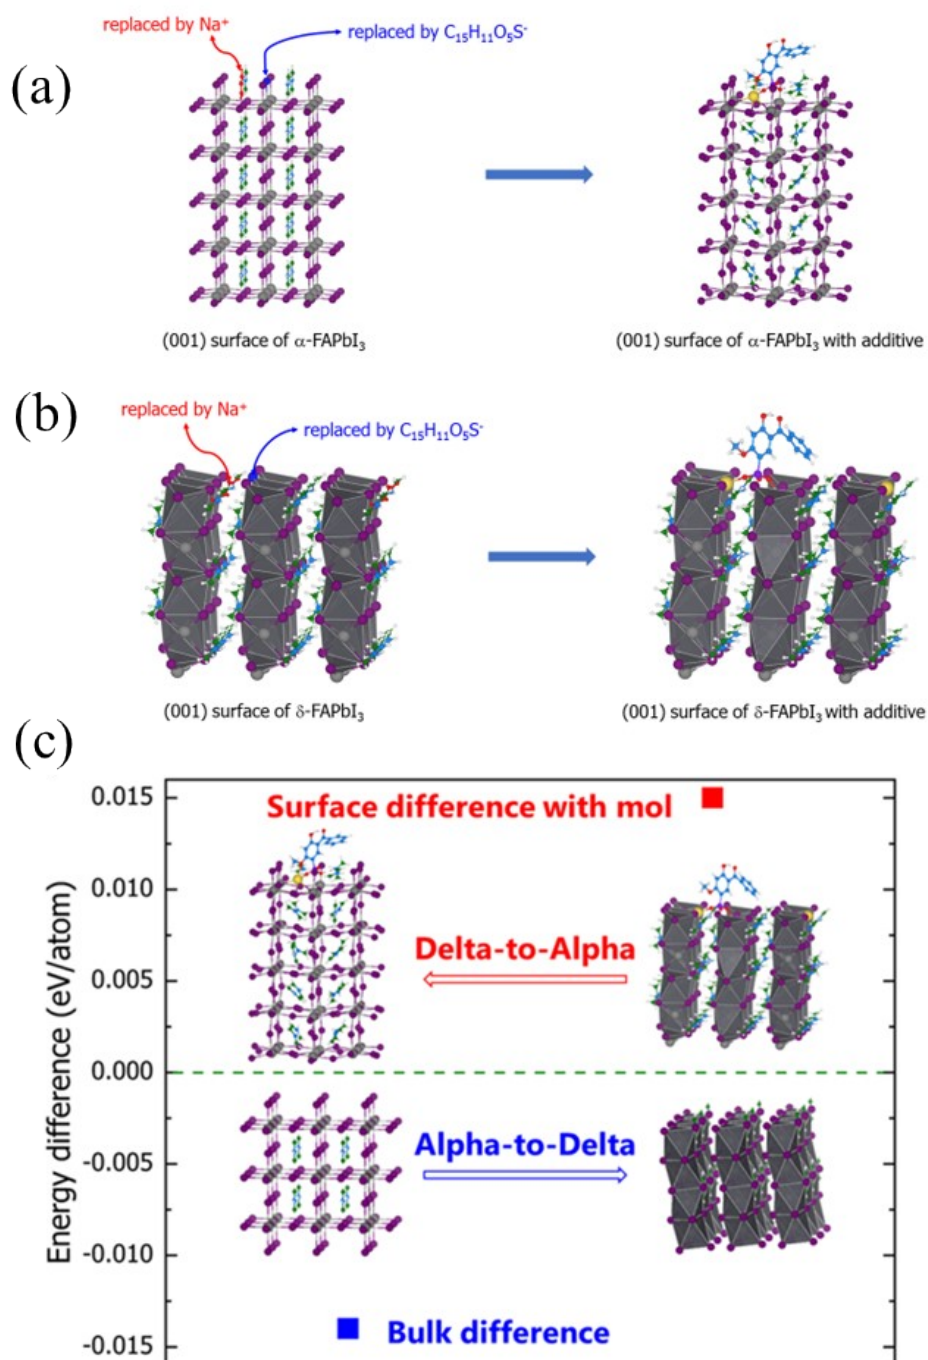 (a)
replaced by Na⁺
replaced by C₁₅H₁₁O₅S⁻
(001) surface of α-FAPbI₃
(001) surface of α-FAPbI₃ with additive
(b)
replaced by Na⁺
replaced by C₁₅H₁₁O₅S⁻
(001) surface of δ-FAPbI₃
(001) surface of δ-FAPbI₃ with additive
(c)
Energy difference (eV/atom)
0.015
0.010
0.005
0.000
-0.005
-0.010
-0.015
Surface difference with mol
Delta-to-Alpha
Alpha-to-Delta
Bulk difference